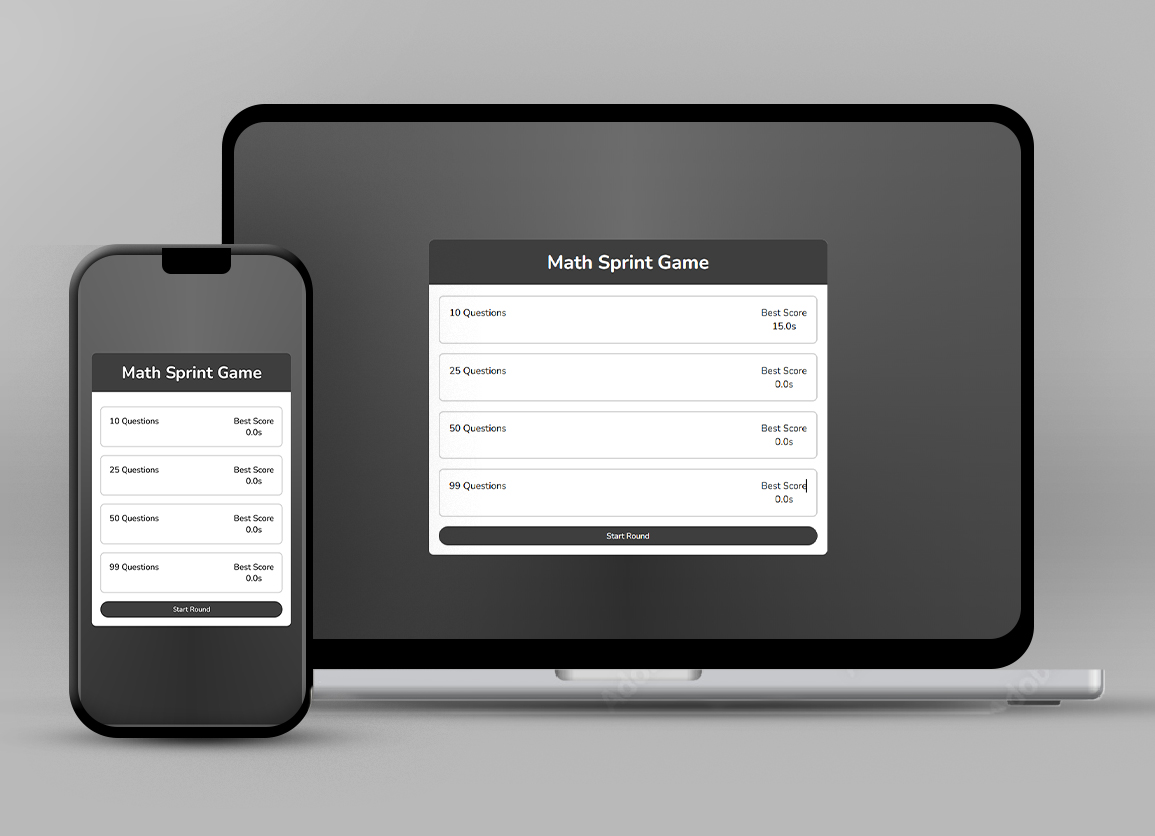 Math Sprint Game
10 Questions
Best Score
15.0s
25 Questions
Best Score
0.0s
50 Questions
Best Score
0.0s
99 Questions
Best Score
0.0s
Start Round
Math Sprint Game
10 Questions
Best Score
0.0s
25 Questions
Best Score
0.0s
50 Questions
Best Score
0.0s
99 Questions
Best Score
0.0s
Start Round